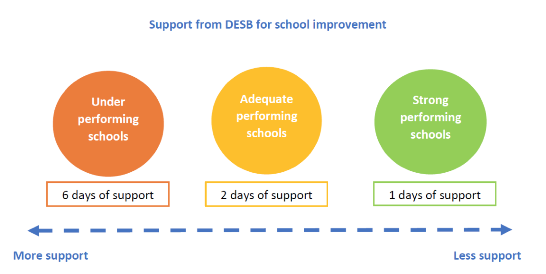 Support from DESB for school improvement
Under
performing
schools
Adequate
performing
schools
Strong
performing
schools
6 days of support
2 days of support
1 days of support
More support
Less support